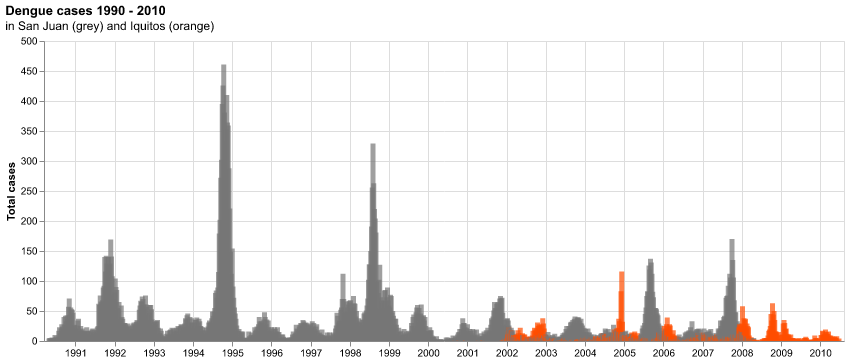 Dengue cases 1990 - 2010
in San Juan (grey) and Iquitos (orange)
500
450
400
350
300
250
200
150
100
50
0
Total cases
1991 1992 1993 1994 1995 1996 1997 1998 1999 2000 2001 2002 2003 2004 2005 2006 2007 2008 2009 2010